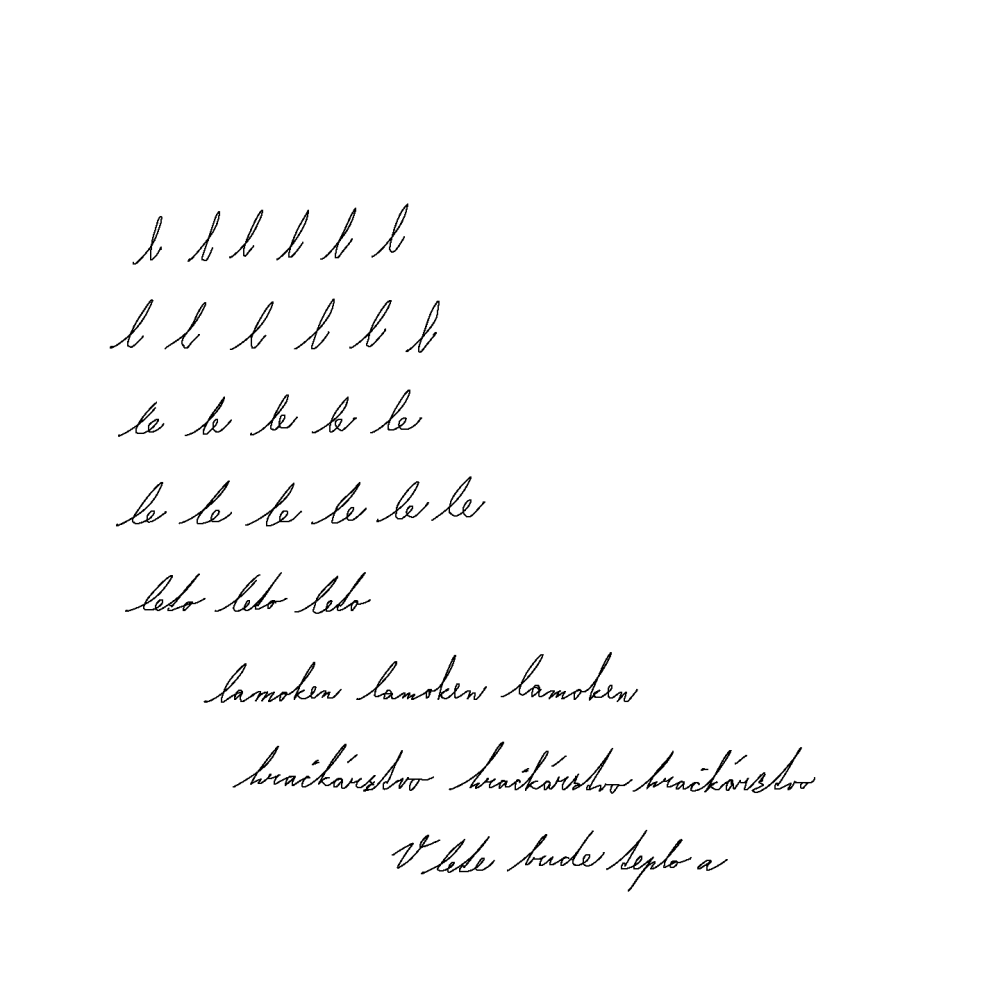 l l l l l l
l l l l l l
le le le le le
le le le le le le
leto leto leto
lamoken lamoken lamoken
hračkárstvo hračkárstvo hračkárstvo
V lete bude teplo a